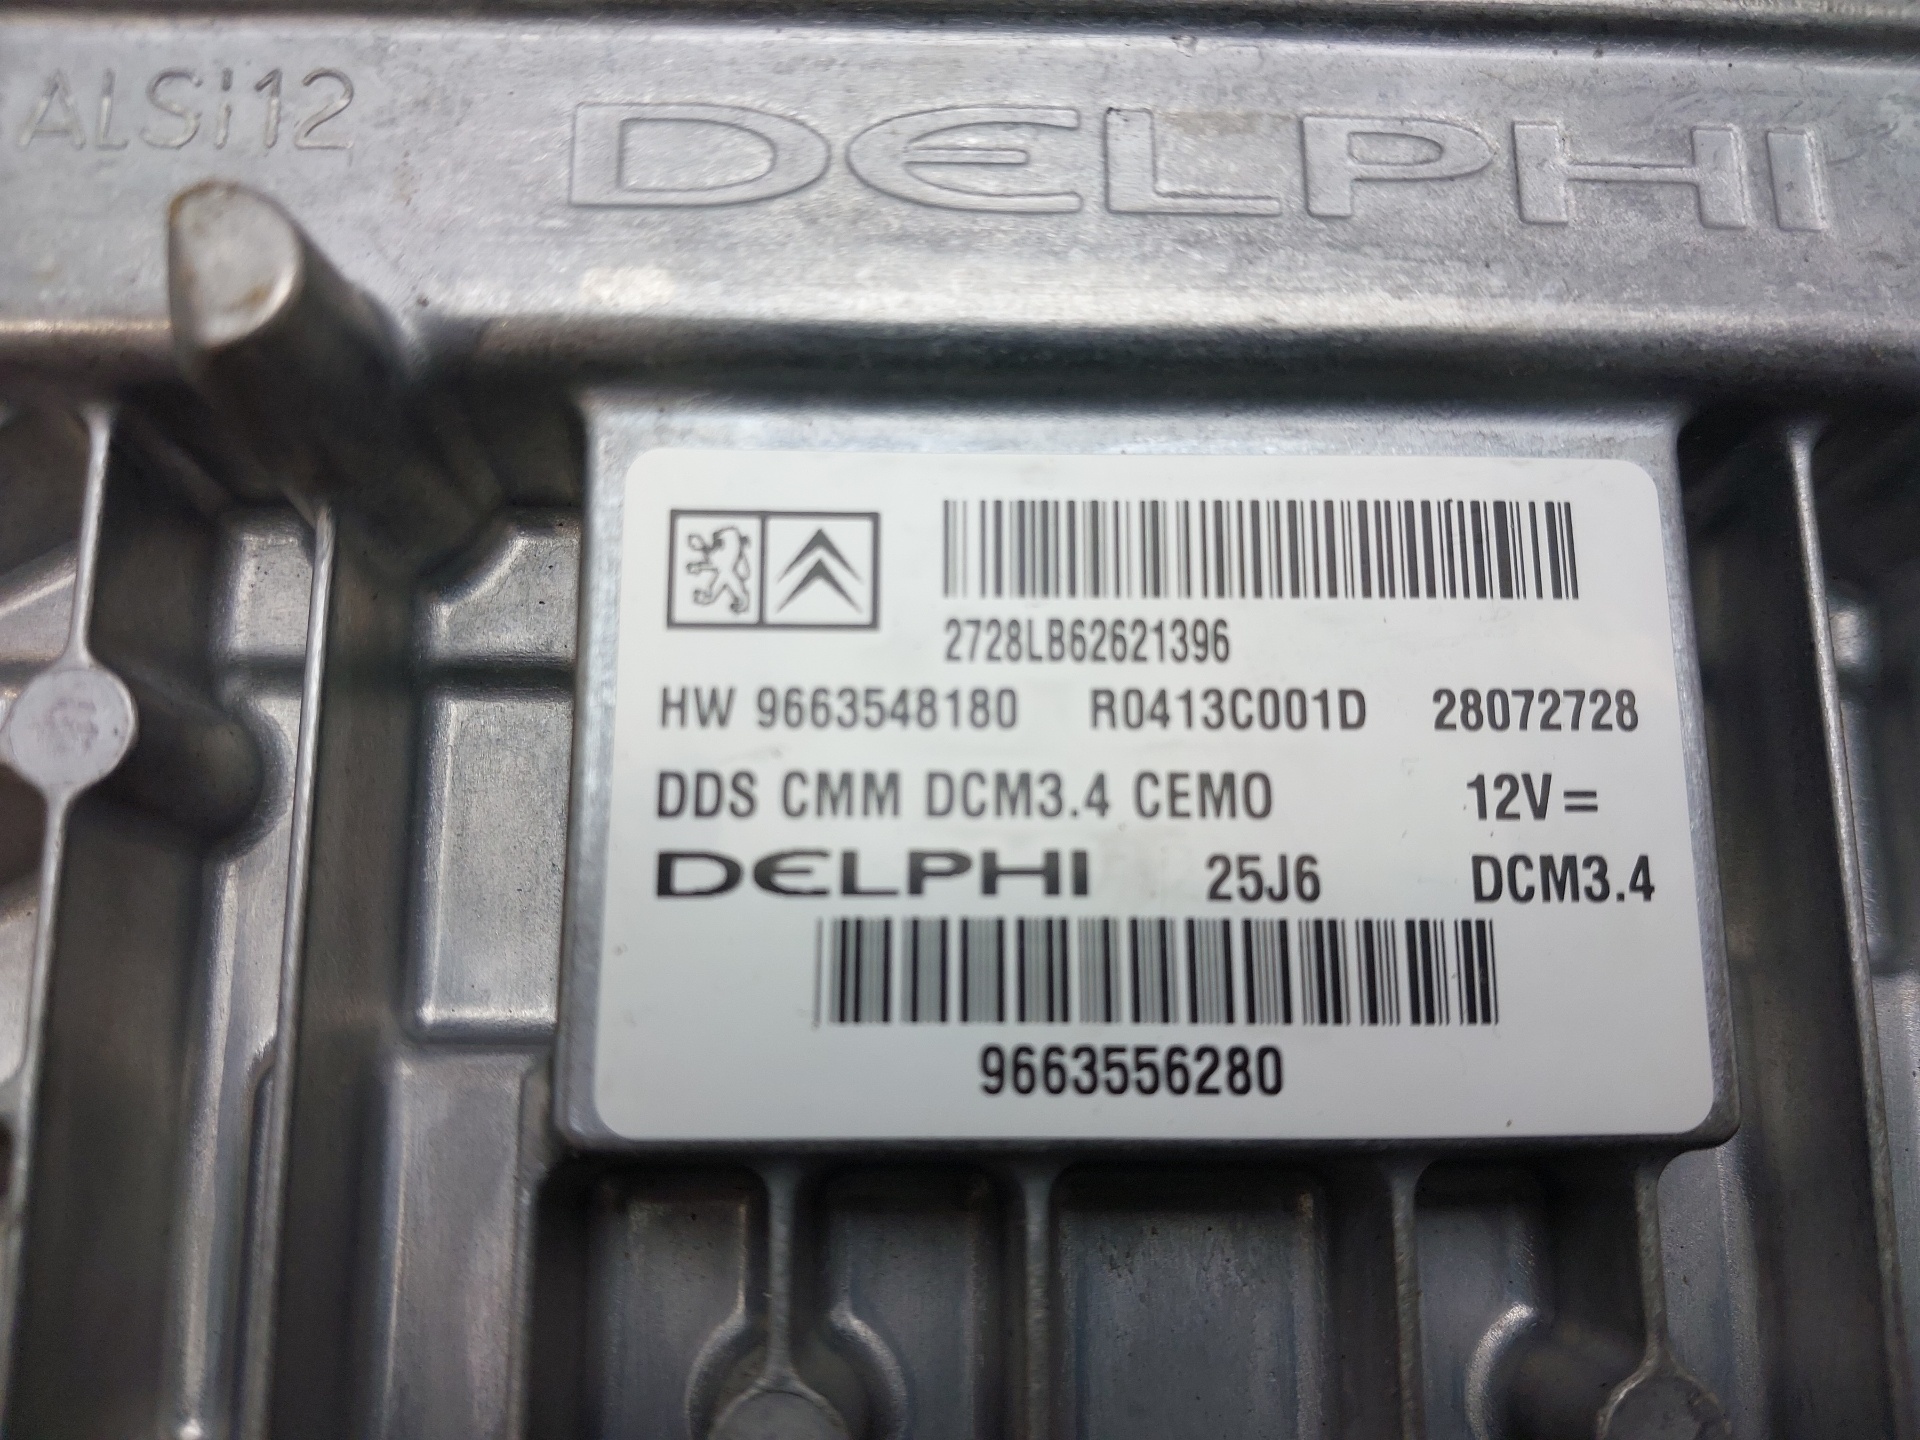 ALSi12
DELPHI
2728LB62621396
HW 9663548180 R0413C001D 28072728
DDS CMM DCM3.4 CEMO 12V=
DELPHI 25J6 DCM3.4
9663556280